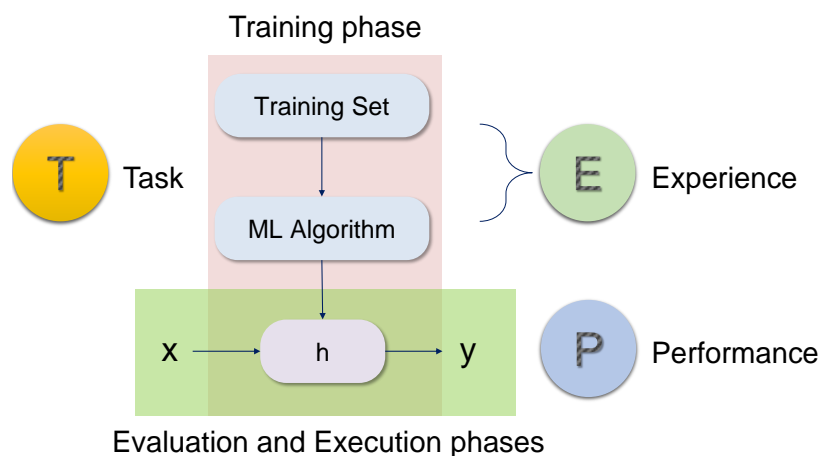 Training phase
Training Set
T
Task
E
Experience
ML Algorithm
x
h
y
P
Performance
Evaluation and Execution phases